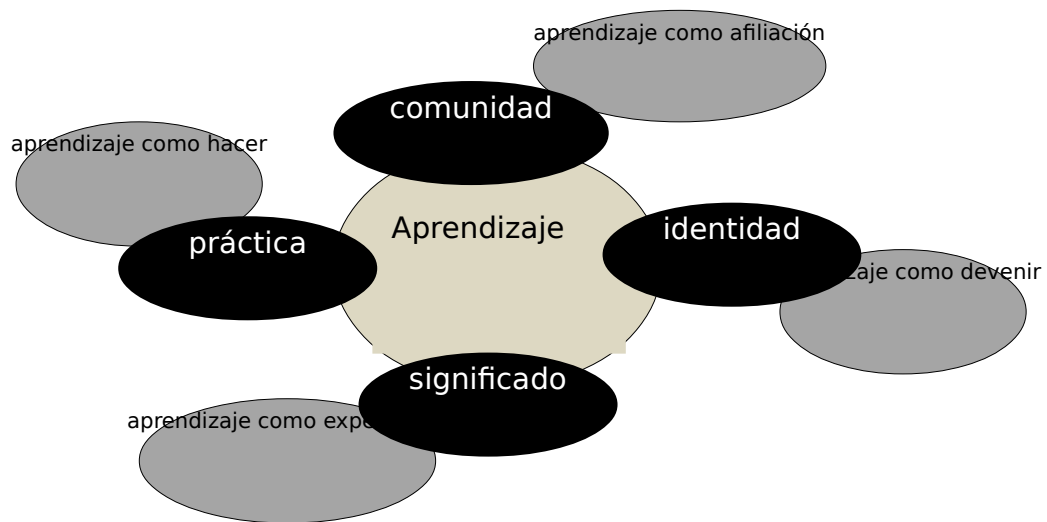 aprendizaje como afiliación
comunidad
aprendizaje como hacer
Aprendizaje
identidad
práctica
como devenir
significado
aprendizaje como